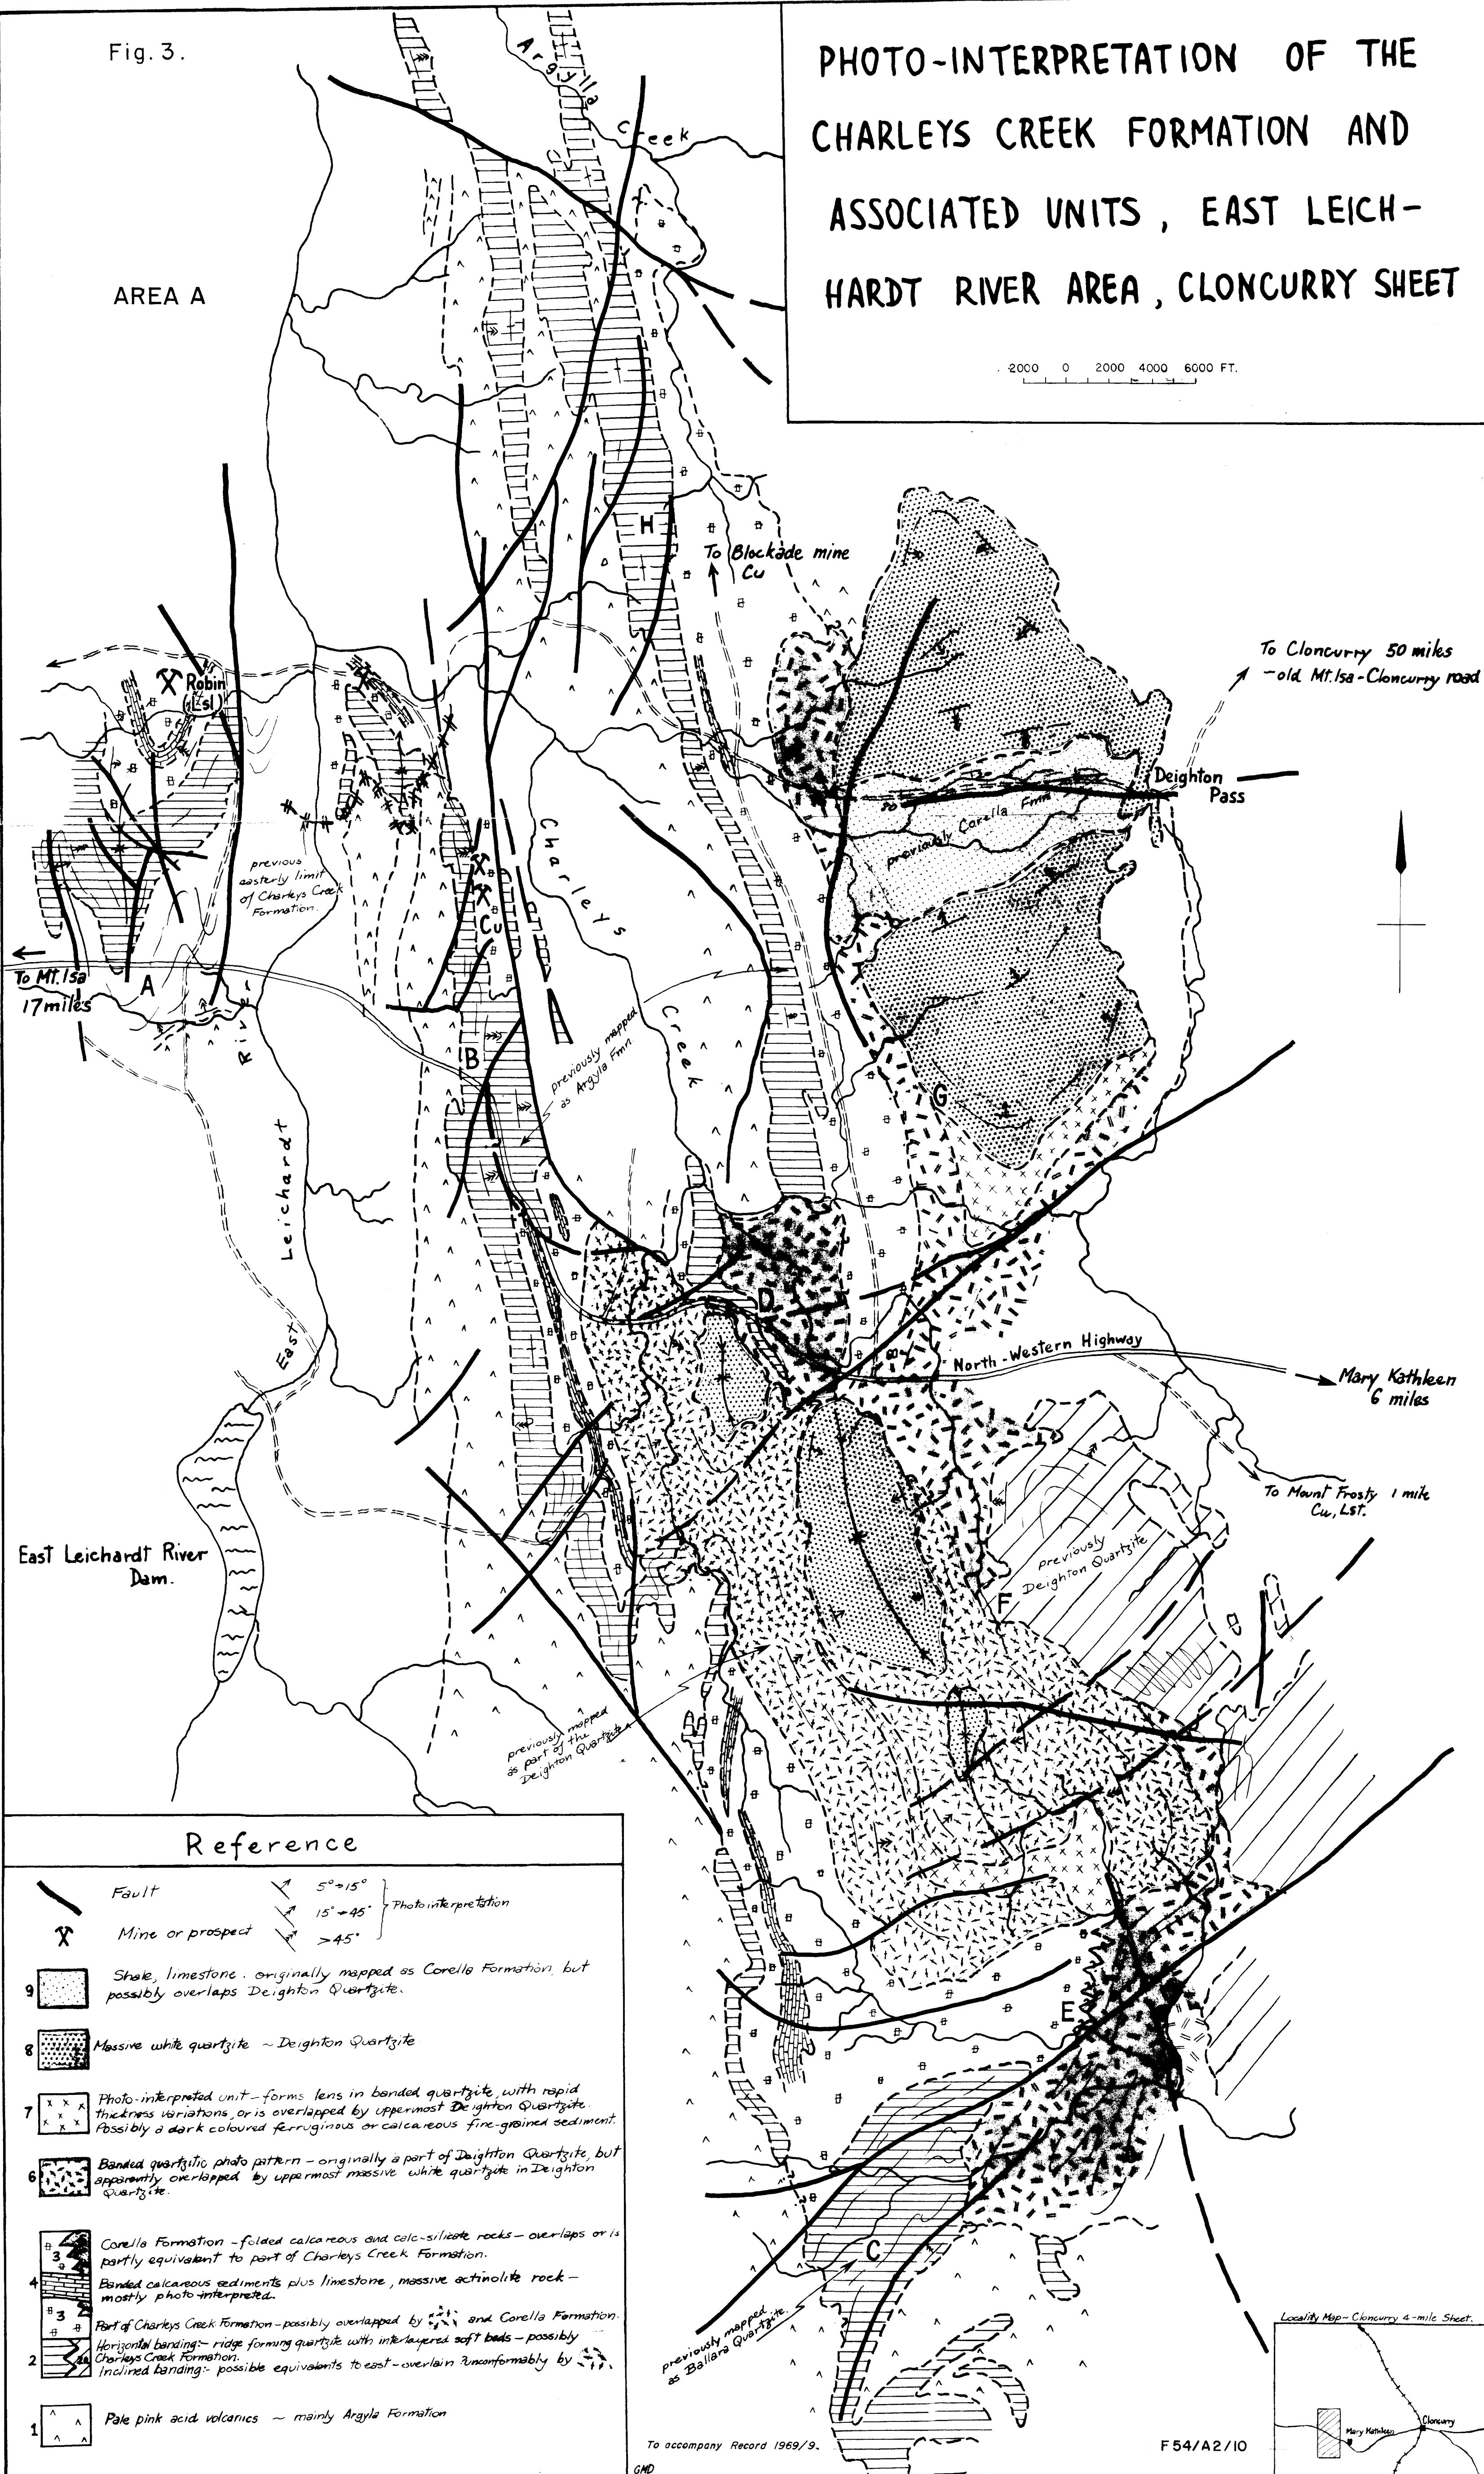 Fig. 3.
PHOTO-INTERPRETATION OF THE
CHARLEYS CREEK FORMATION AND
ASSOCIATED UNITS, EAST LEICH-
HARDT RIVER AREA, CLONCURRY SHEET
2000 0 2000 4000 6000 FT.
AREA A
Argylla
Creek
H
To Blockade mine
Cu
To Cloncurry 50 miles
-old Mt.Isa-Cloncurry road
Robin
(Lst)
Deighton
Pass
previously Corella Fmn
previous
easterly limit
of Charleys Creek
Formation.
Cu
Charleys
Creek
To Mt. Isa
17 miles
A
B
previously mapped
as Argyla Fmn.
G
East
Leichardt
Ri
D
North-Western Highway
Mary Kathleen
6 miles
To Mount Frosty 1 mile
Cu, Lst.
East Leichardt River
Dam.
previously
Deighton Quartzite
F
previously mapped
as part of the
Deighton Quartzite
E
C
previously mapped
as Ballara Quartzite
Reference
Fault
5°-15°
15°-45°
>45°
Photointerpretation
Mine or prospect
9 Shale, limestone. originally mapped as Corella Formation, but
possibly overlaps Deighton Quartzite.
8 Massive white quartzite ~ Deighton Quartzite
7 Photo-interpreted unit - forms lens in banded quartzite, with rapid
thickness variations, or is overlapped by uppermost Deighton Quartzite.
Possibly a dark coloured ferruginous or calcareous fine-grained sediment.
6 Banded quartzitic photo pattern - originally a part of Deighton Quartzite, but
apparently overlapped by uppermost massive white quartzite in Deighton
Quartzite.
3 Corella Formation - folded calcareous and calc-silicate rocks - overlaps or is
partly equivalent to part of Charleys Creek Formation.
4 Banded calcareous sediments plus limestone, massive actinolite rock -
mostly photo-interpreted.
3 Part of Charleys Creek Formation - possibly overlapped by and Corella Formation.
2 Horizontal banding:- ridge forming quartzite with interlayered soft beds - possibly
Charleys Creek Formation.
Inclined banding:- possible equivalents to east - overlain ?unconformably by
1 Pale pink acid volcanics ~ mainly Argyla Formation
To accompany Record 1969/9.
GMD
F54/A2/10
Locality Map - Cloncurry 4-mile Sheet.
Mary Kathleen
Cloncurry